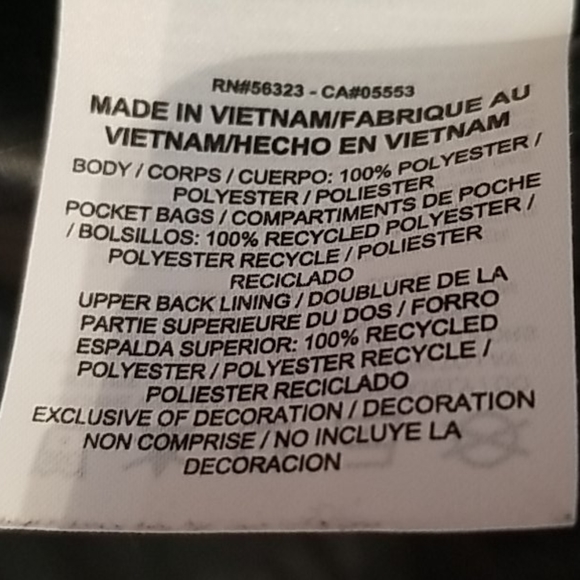 RN#56323 - CA#05553
MADE IN VIETNAM/FABRIQUE AU
VIETNAM/HECHO EN VIETNAM
BODY / CORPS / CUERPO: 100% POLYESTER /
POLYESTER / POLIESTER
POCKET BAGS / COMPARTIMENTS DE POCHE
/ BOLSILLOS: 100% RECYCLED POLYESTER /
POLYESTER RECYCLE / POLIESTER
RECICLADO
UPPER BACK LINING / DOUBLURE DE LA
PARTIE SUPERIEURE DU DOS / FORRO
ESPALDA SUPERIOR: 100% RECYCLED
POLYESTER / POLYESTER RECYCLE /
POLIESTER RECICLADO
EXCLUSIVE OF DECORATION / DECORATION
NON COMPRISE / NO INCLUYE LA
DECORACION